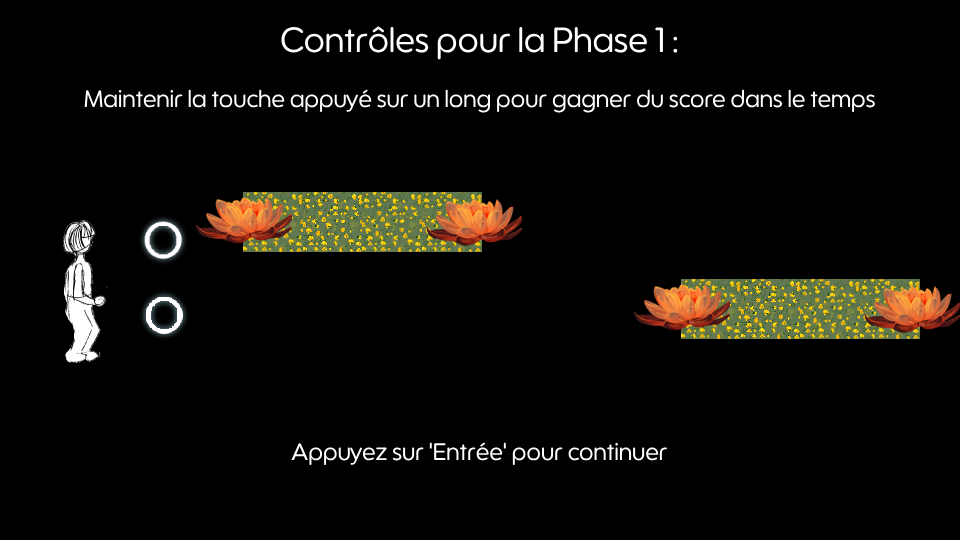 Contrôles pour la Phase 1 :
Maintenir la touche appuyé sur un long pour gagner du score dans le temps
Appuyez sur 'Entrée' pour continuer